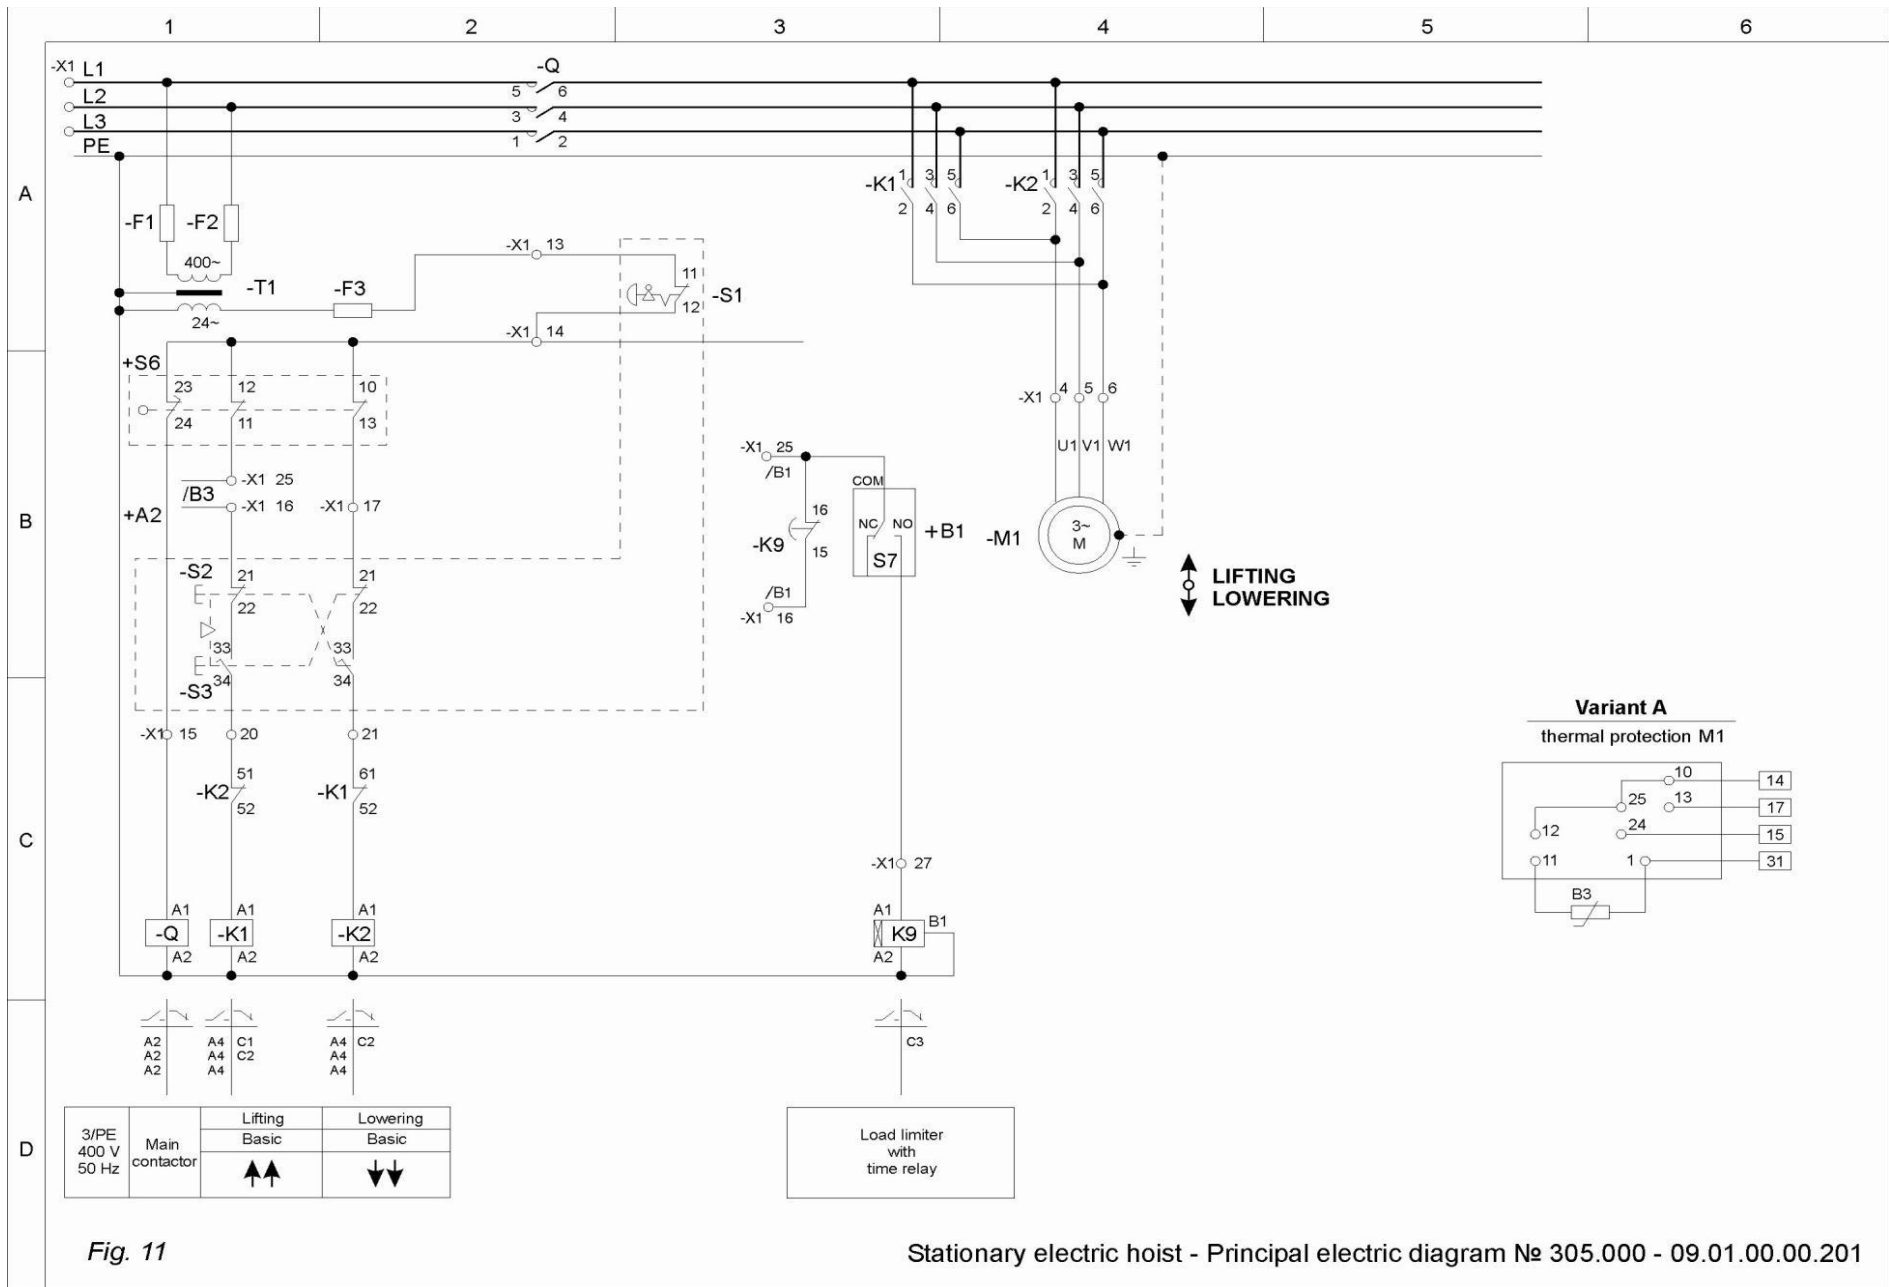 1 2 3 4 5 6
-X1 L1 -Q
5 6
L2
3 4
L3
1 2
PE
A
-K1 1 3 5 -K2 1 3 5
2 4 6 2 4 6
-F1 -F2
400~
-T1 -F3
24~
-X1 13
11
-S1
12
-X1 14
+S6
23 12 10
24 11 13
-X1 4 5 6
U1 V1 W1
-X1 25
/B3
-X1 16 -X1 17
+A2
-X1 25
/B1
COM
16
NC NO
+B1
-K9
15
S7
/B1
-X1 16
-M1
3~
M
LIFTING
LOWERING
B
-S2 21 21
22 22
33 33
34 34
-S3
-X1 15 20 21
51 61
-K2 -K1
52 52
C
-X1 27
A1 A1 A1 A1
-Q -K1 -K2 K9 B1
A2 A2 A2 A2
Variant A
thermal protection M1
10 14
25 13 17
12 24 15
11 1 31
B3
A2 A4 C1 A4 C2 C3
A2 A4 C2 A4
A2 A4 A4
D
3/PE
400 V
50 Hz
Main
contactor
Lifting
Basic
Lowering
Basic
Load limiter
with
time relay
Fig. 11
Stationary electric hoist - Principal electric diagram № 305.000 - 09.01.00.00.201